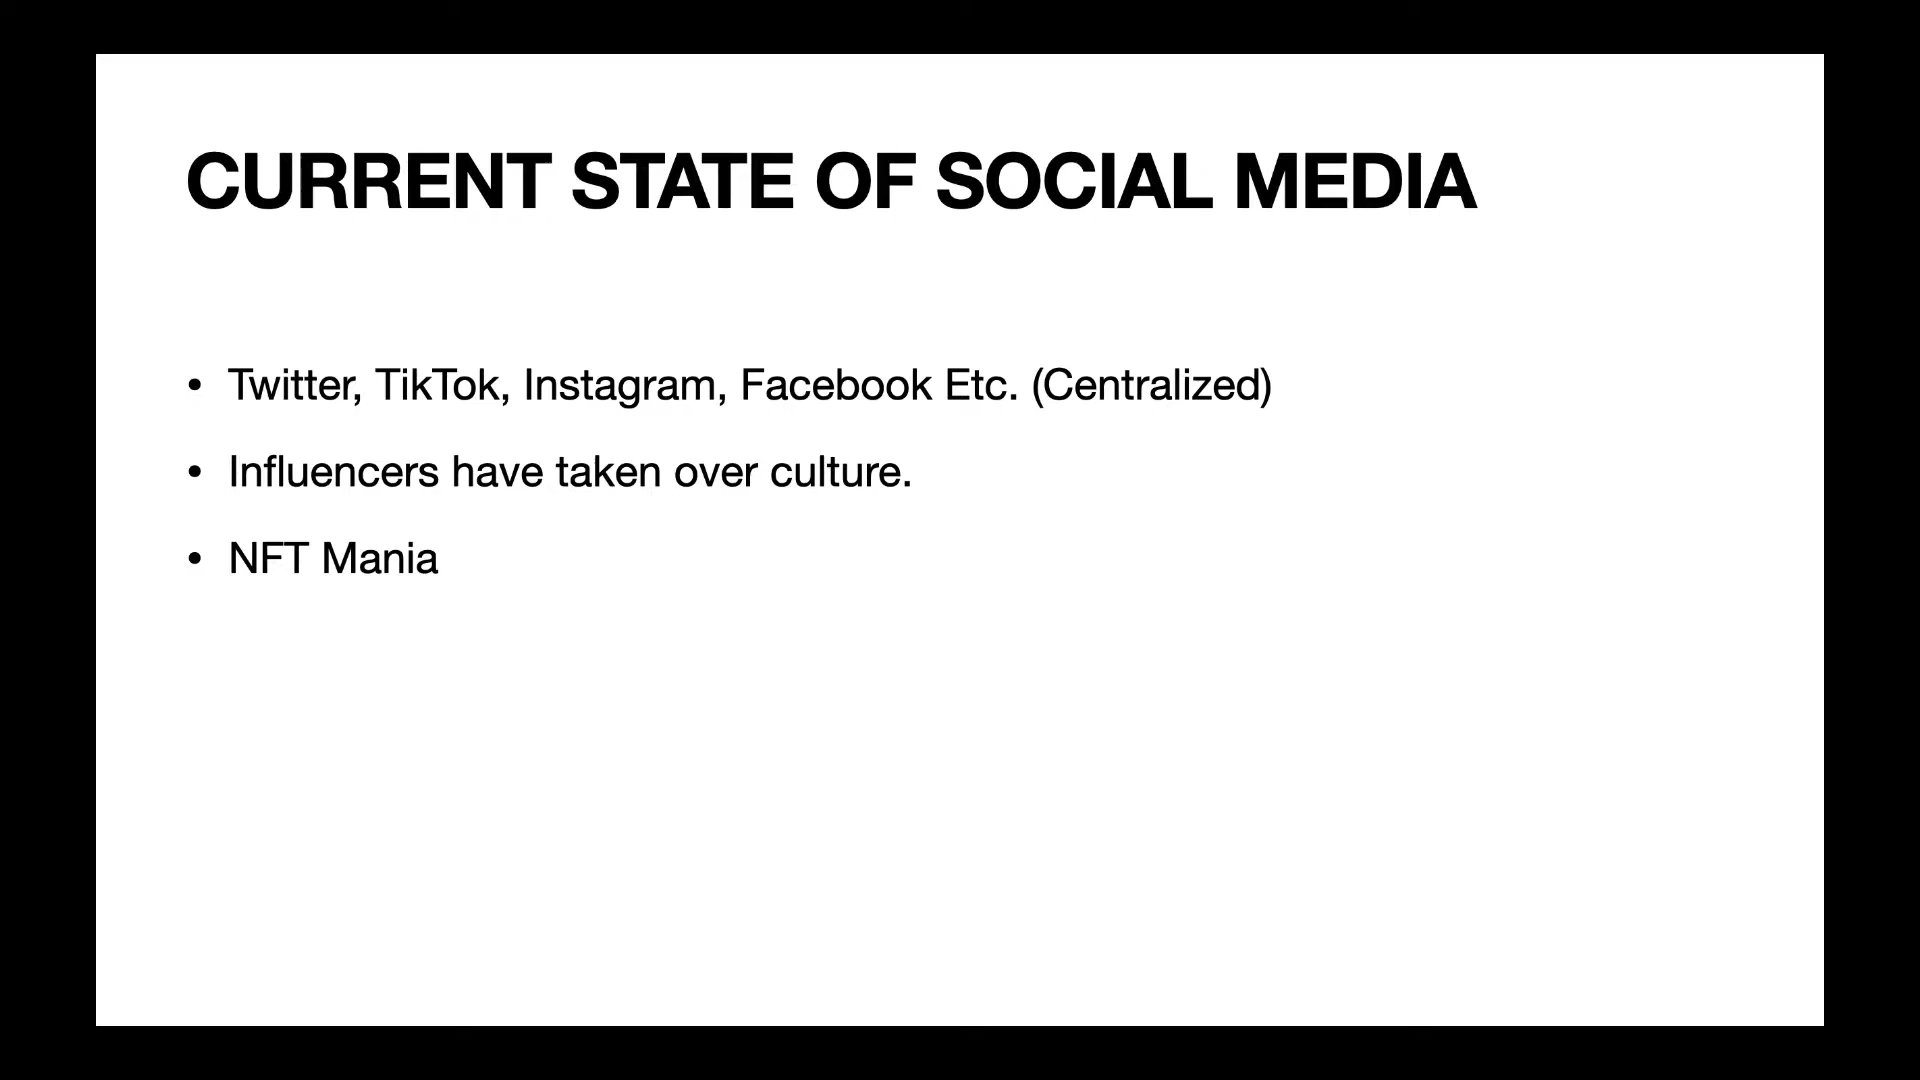 CURRENT STATE OF SOCIAL MEDIA
• Twitter, TikTok, Instagram, Facebook Etc. (Centralized)
• Influencers have taken over culture.
• NFT Mania